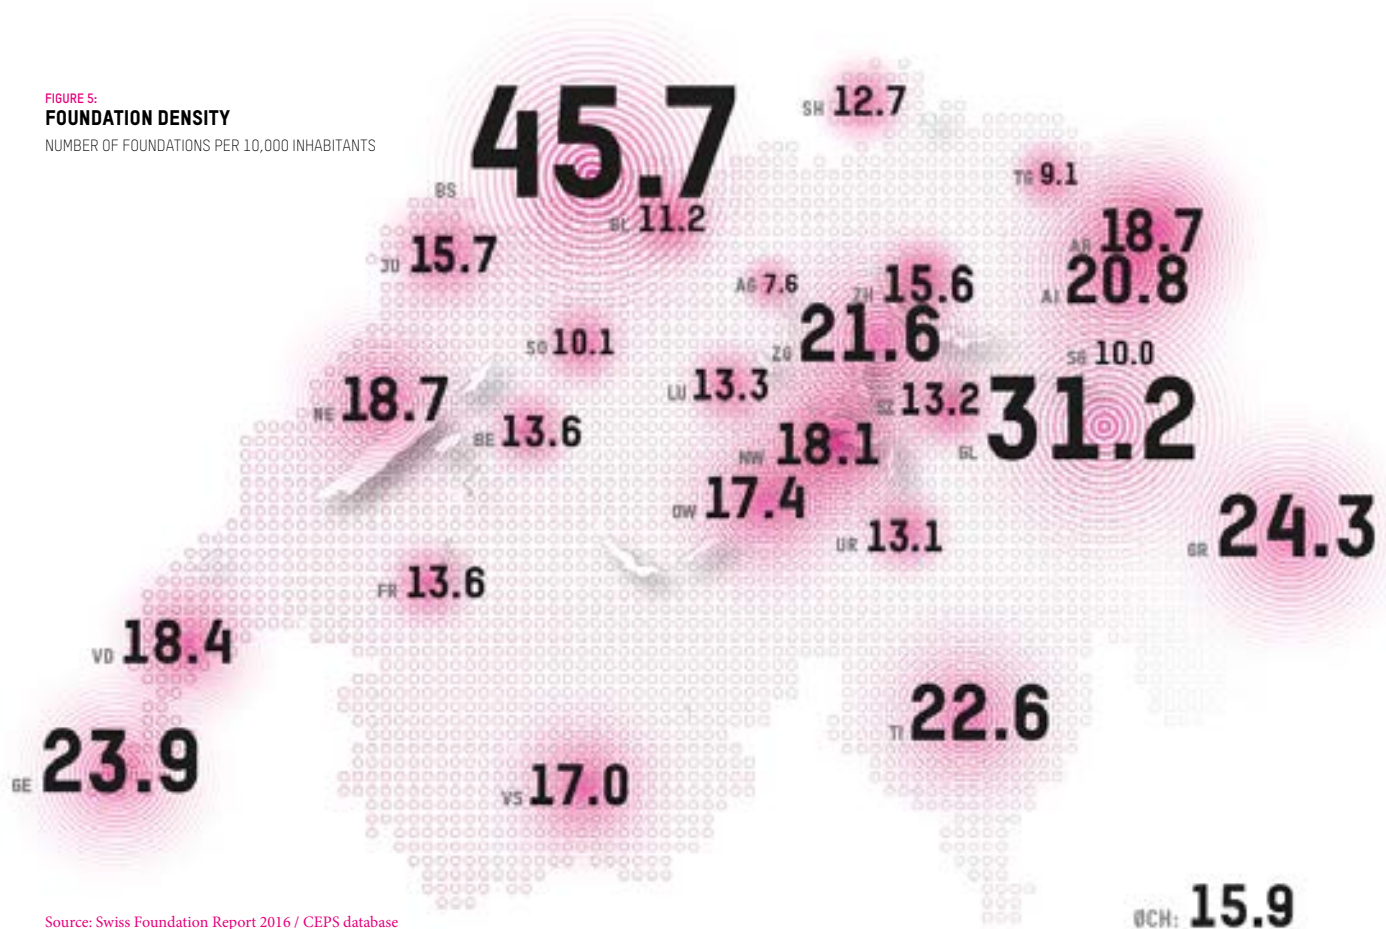 FIGURE 5:
FOUNDATION DENSITY
NUMBER OF FOUNDATIONS PER 10,000 INHABITANTS
BS 45.7
SH 12.7
TG 9.1
BL 11.2
JU 15.7
AR 18.7
AI 20.8
AG 7.6
ZH 15.6
ZG 21.6
SO 10.1
SG 10.0
LU 13.3
SZ 13.2
GL 31.2
NE 18.7
BE 13.6
NW 18.1
OW 17.4
UR 13.1
GR 24.3
FR 13.6
VD 18.4
TI 22.6
GE 23.9
VS 17.0
ØCH: 15.9
Source: Swiss Foundation Report 2016 / CEPS database